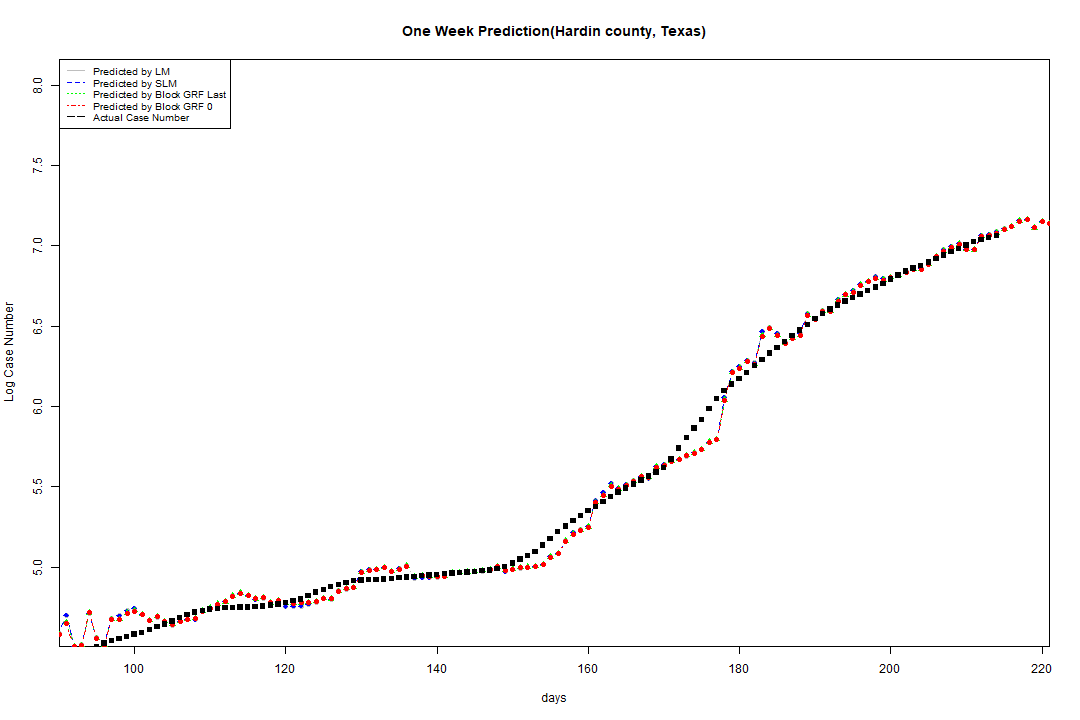 One Week Prediction(Hardin county, Texas)
Predicted by LM
Predicted by SLM
Predicted by Block GRF Last
Predicted by Block GRF 0
Actual Case Number
8.0
7.5
7.0
6.5
6.0
5.5
5.0
Log Case Number
100 120 140 160 180 200 220
days